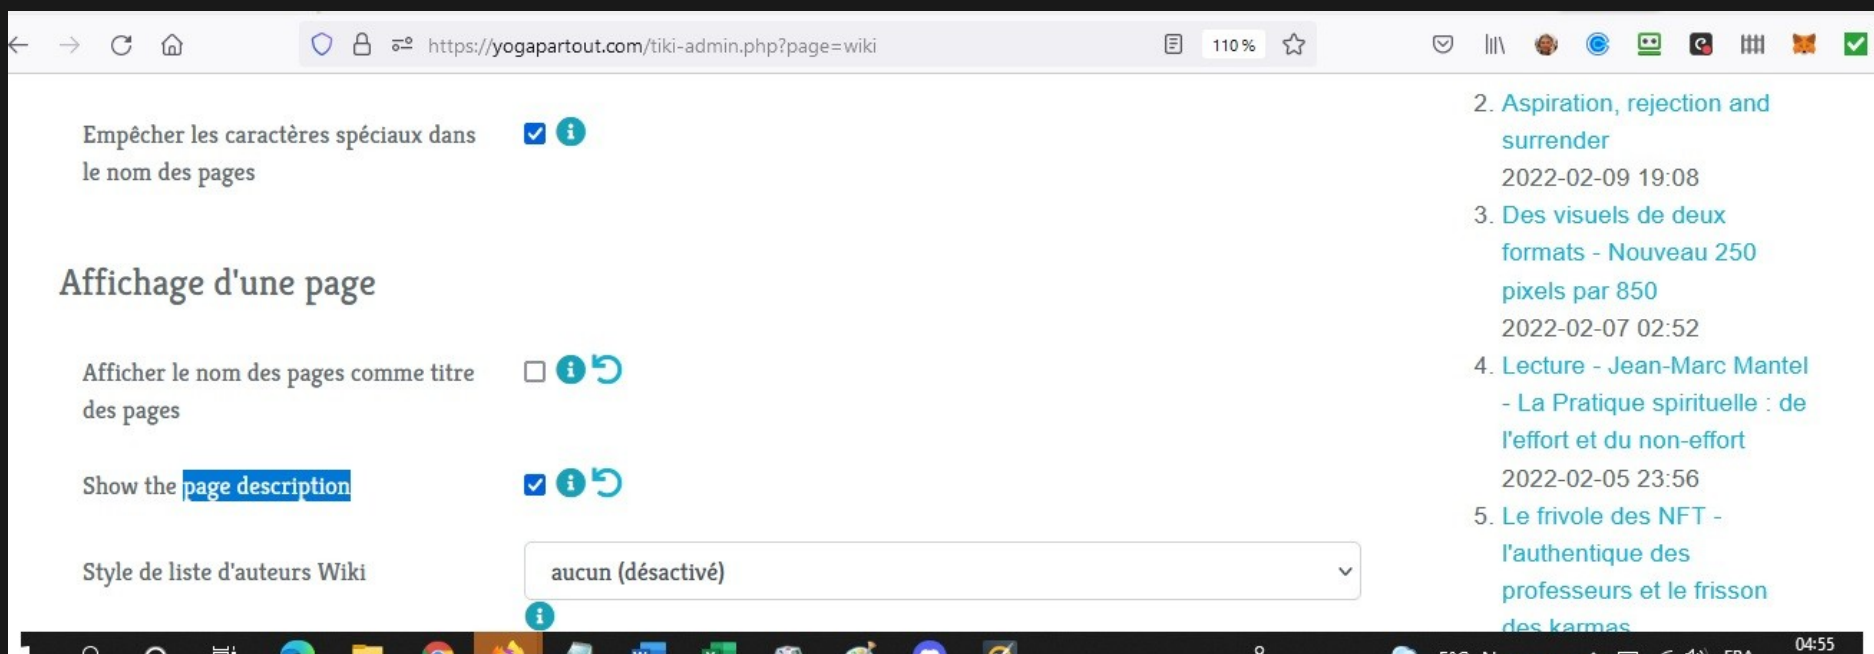 https://yogapartout.com/tiki-admin.php?page=wiki
110 %
Empêcher les caractères spéciaux dans
le nom des pages
Affichage d'une page
Afficher le nom des pages comme titre
des pages
Show the page description
Style de liste d'auteurs Wiki
aucun (désactivé)
2. Aspiration, rejection and
surrender
2022-02-09 19:08
3. Des visuels de deux
formats - Nouveau 250
pixels par 850
2022-02-07 02:52
4. Lecture - Jean-Marc Mantel
- La Pratique spirituelle : de
l'effort et du non-effort
2022-02-05 23:56
5. Le frivole des NFT -
l'authentique des
professeurs et le frisson
des karmas
04:55